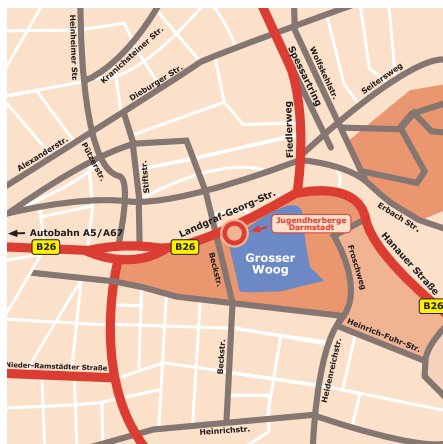 Heinheimer Str.
Kranichsteiner Str.
Dieburger Str.
Spessartring
Wolfskehlstr.
Seitersweg
Fiedlerweg
Alexanderstr.
Pützerstr.
Stiftstr.
Landgraf-Georg-Str.
Jugendherberge
Darmstadt
Erbach Str.
Autobahn A5/A67
B26
B26
Beckstr.
Grosser
Woog
Froschweg
Hanauer Straße
B26
Heinrich-Fuhr-Str.
Nieder-Ramstädter Straße
Beckstr.
Heidenreichstr.
Heinrichstr.